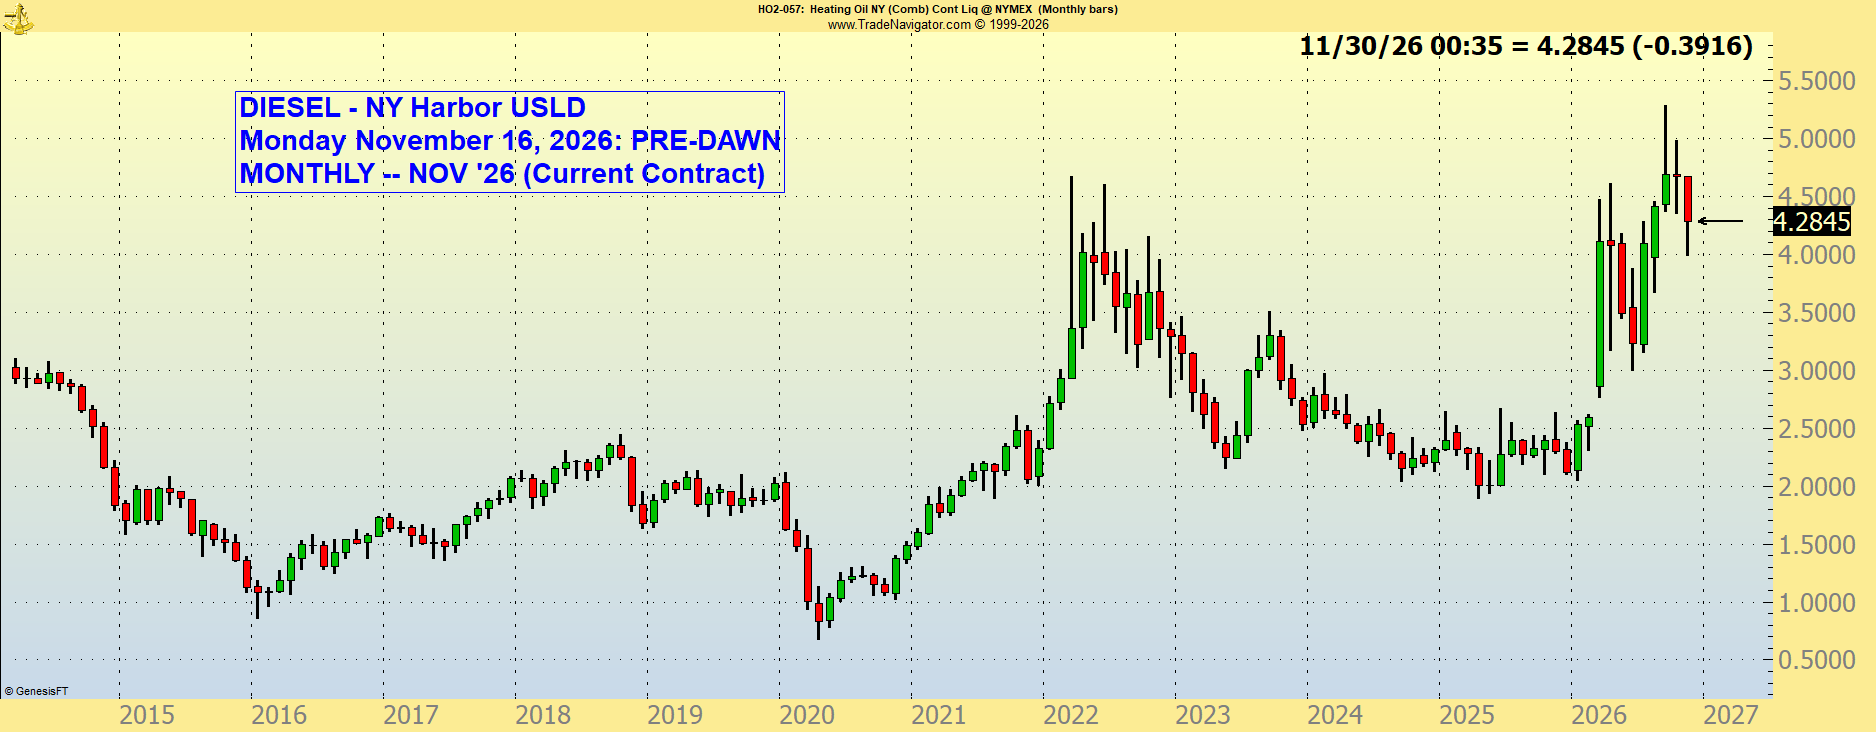 HO2-057: Heating Oil NY (Comb) Cont Liq @ NYMEX (Monthly bars)
www.TradeNavigator.com © 1999-2026
11/30/26 00:35 = 4.2845 (-0.3916)
DIESEL - NY Harbor USLD
Monday November 16, 2026: PRE-DAWN
MONTHLY -- NOV '26 (Current Contract)
5.5000
5.0000
4.5000
4.2845
4.0000
3.5000
3.0000
2.5000
2.0000
1.5000
1.0000
0.5000
© GenesisFT
2015 2016 2017 2018 2019 2020 2021 2022 2023 2024 2025 2026 2027